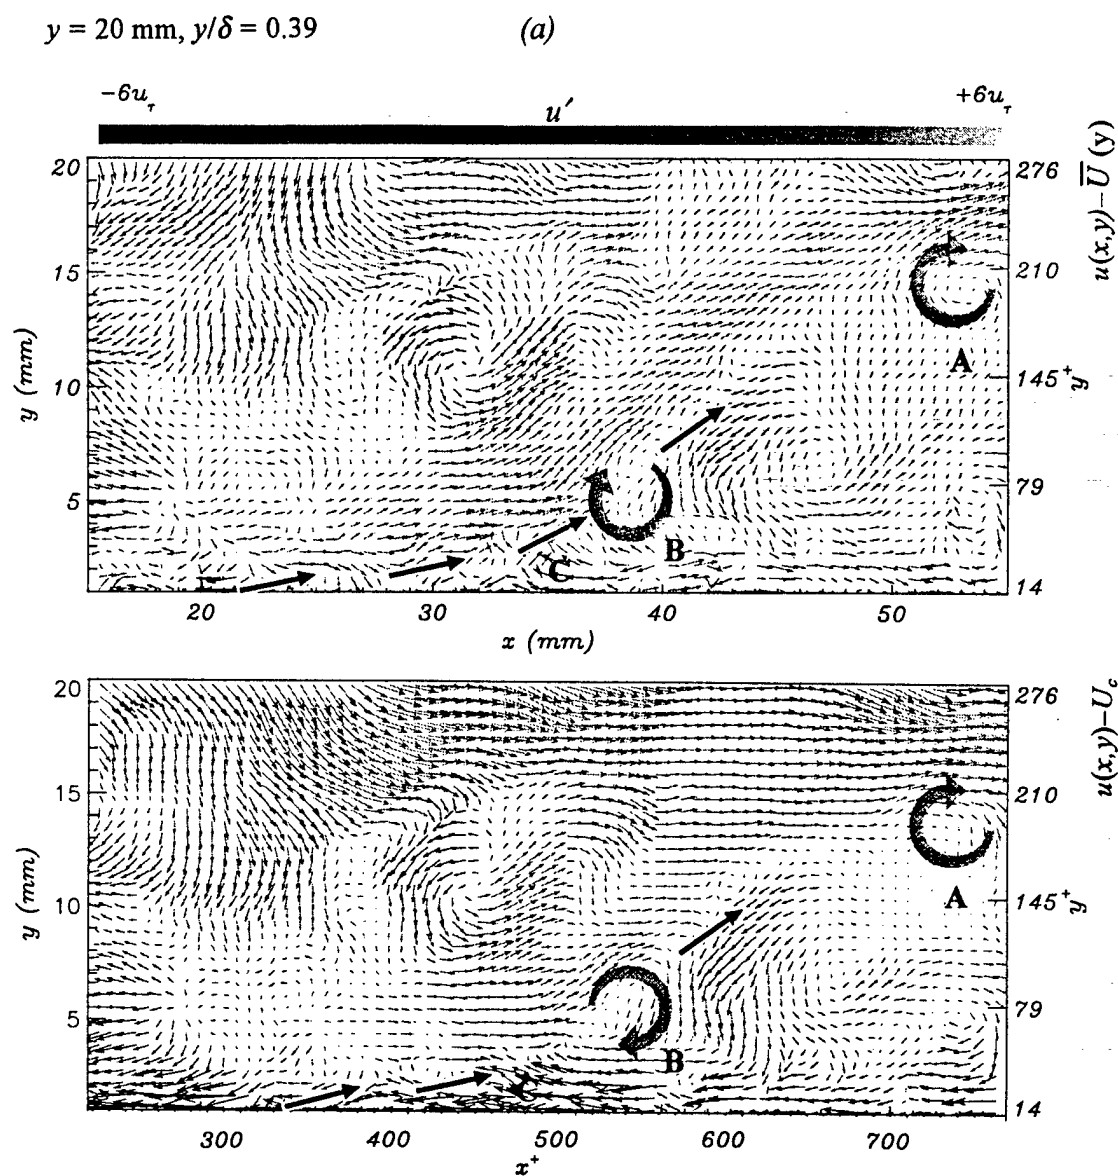 y = 20 mm, y/δ = 0.39 (a)
−6u_τ u′ +6u_τ
20 276
15 210
10 145
5 79
14
y (mm)
y⁺
u(x,y)−U̅ (y)
A
B
C
20 30 40 50
x (mm)
20 276
15 210
10 145
5 79
14
y (mm)
y⁺
u(x,y)−U_c
A
B
300 400 500 600 700
x⁺